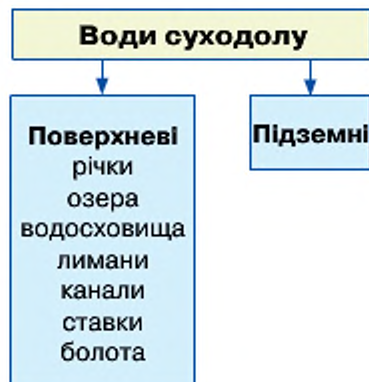 Води суходолу
Поверхневі
річки
озера
водосховища
лимани
канали
ставки
болота
Підземні